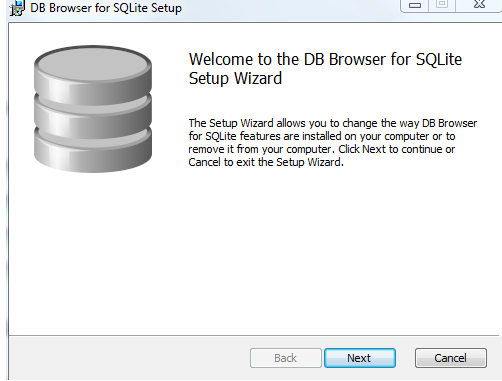 DB Browser for SQLite Setup
Welcome to the DB Browser for SQLite
Setup Wizard
The Setup Wizard allows you to change the way DB Browser
for SQLite features are installed on your computer or to
remove it from your computer. Click Next to continue or
Cancel to exit the Setup Wizard.
Back Next Cancel